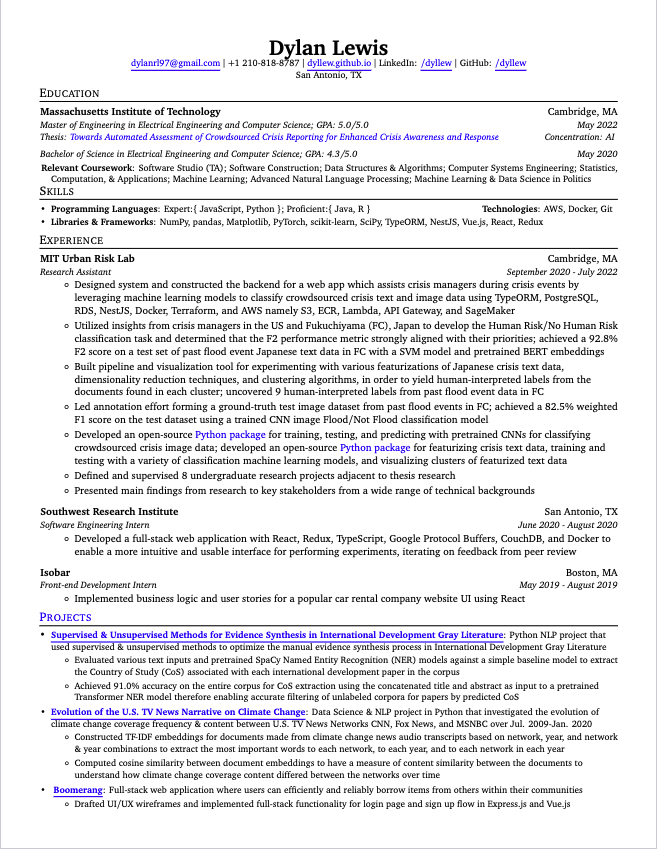 Dylan Lewis
dylanrl97@gmail.com | +1 210-818-8787 | dyllew.github.io | LinkedIn: /dyllew | GitHub: /dyllew
San Antonio, TX
EDUCATION
Massachusetts Institute of Technology Cambridge, MA
Master of Engineering in Electrical Engineering and Computer Science; GPA: 5.0/5.0 May 2022
Thesis: Towards Automated Assessment of Crowdsourced Crisis Reporting for Enhanced Crisis Awareness and Response Concentration: AI
Bachelor of Science in Electrical Engineering and Computer Science; GPA: 4.3/5.0 May 2020
Relevant Coursework: Software Studio (TA); Software Construction; Data Structures & Algorithms; Computer Systems Engineering; Statistics,
Computation, & Applications; Machine Learning; Advanced Natural Language Processing; Machine Learning & Data Science in Politics
SKILLS
• Programming Languages: Expert:{ JavaScript, Python }; Proficient:{ Java, R } Technologies: AWS, Docker, Git
• Libraries & Frameworks: NumPy, pandas, Matplotlib, PyTorch, scikit-learn, SciPy, TypeORM, NestJS, Vue.js, React, Redux
EXPERIENCE
MIT Urban Risk Lab Cambridge, MA
Research Assistant September 2020 - July 2022
◦ Designed system and constructed the backend for a web app which assists crisis managers during crisis events by
leveraging machine learning models to classify crowdsourced crisis text and image data using TypeORM, PostgreSQL,
RDS, NestJS, Docker, Terraform, and AWS namely S3, ECR, Lambda, API Gateway, and SageMaker
◦ Utilized insights from crisis managers in the US and Fukuchiyama (FC), Japan to develop the Human Risk/No Human Risk
classification task and determined that the F2 performance metric strongly aligned with their priorities; achieved a 92.8%
F2 score on a test set of past flood event Japanese text data in FC with a SVM model and pretrained BERT embeddings
◦ Built pipeline and visualization tool for experimenting with various featurizations of Japanese crisis text data,
dimensionality reduction techniques, and clustering algorithms, in order to yield human-interpreted labels from the
documents found in each cluster; uncovered 9 human-interpreted labels from past flood event data in FC
◦ Led annotation effort forming a ground-truth test image dataset from past flood events in FC; achieved a 82.5% weighted
F1 score on the test dataset using a trained CNN image Flood/Not Flood classification model
◦ Developed an open-source Python package for training, testing, and predicting with pretrained CNNs for classifying
crowdsourced crisis image data; developed an open-source Python package for featurizing crisis text data, training and
testing with a variety of classification machine learning models, and visualizing clusters of featurized text data
◦ Defined and supervised 8 undergraduate research projects adjacent to thesis research
◦ Presented main findings from research to key stakeholders from a wide range of technical backgrounds
Southwest Research Institute San Antonio, TX
Software Engineering Intern June 2020 - August 2020
◦ Developed a full-stack web application with React, Redux, TypeScript, Google Protocol Buffers, CouchDB, and Docker to
enable a more intuitive and usable interface for performing experiments, iterating on feedback from peer review
Isobar Boston, MA
Front-end Development Intern May 2019 - August 2019
◦ Implemented business logic and user stories for a popular car rental company website UI using React
PROJECTS
• Supervised & Unsupervised Methods for Evidence Synthesis in International Development Gray Literature: Python NLP project that
used supervised & unsupervised methods to optimize the manual evidence synthesis process in International Development Gray Literature
◦ Evaluated various text inputs and pretrained SpaCy Named Entity Recognition (NER) models against a simple baseline model to extract
the Country of Study (CoS) associated with each international development paper in the corpus
◦ Achieved 91.0% accuracy on the entire corpus for CoS extraction using the concatenated title and abstract as input to a pretrained
Transformer NER model therefore enabling accurate filtering of unlabeled corpora for papers by predicted CoS
• Evolution of the U.S. TV News Narrative on Climate Change: Data Science & NLP project in Python that investigated the evolution of
climate change coverage frequency & content between U.S. TV News Networks CNN, Fox News, and MSNBC over Jul. 2009-Jan. 2020
◦ Constructed TF-IDF embeddings for documents made from climate change news audio transcripts based on network, year, and network
& year combinations to extract the most important words to each network, to each year, and to each network in each year
◦ Computed cosine similarity between document embeddings to have a measure of content similarity between the documents to
understand how climate change coverage content differed between the networks over time
• Boomerang: Full-stack web application where users can efficiently and reliably borrow items from others within their communities
◦ Drafted UI/UX wireframes and implemented full-stack functionality for login page and sign up flow in Express.js and Vue.js